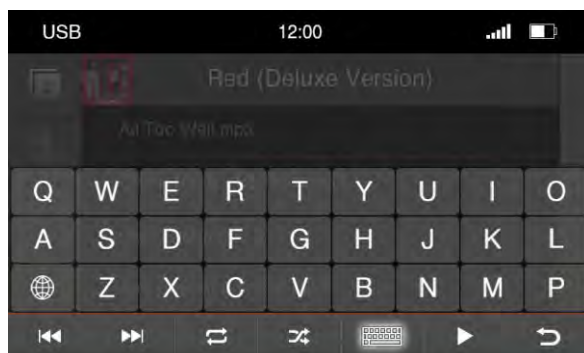 USB 12:00
Red (Deluxe Version)
All Too Well.mp3
Q W E R T Y U I O
A S D F G H J K L
Z X C V B N M P